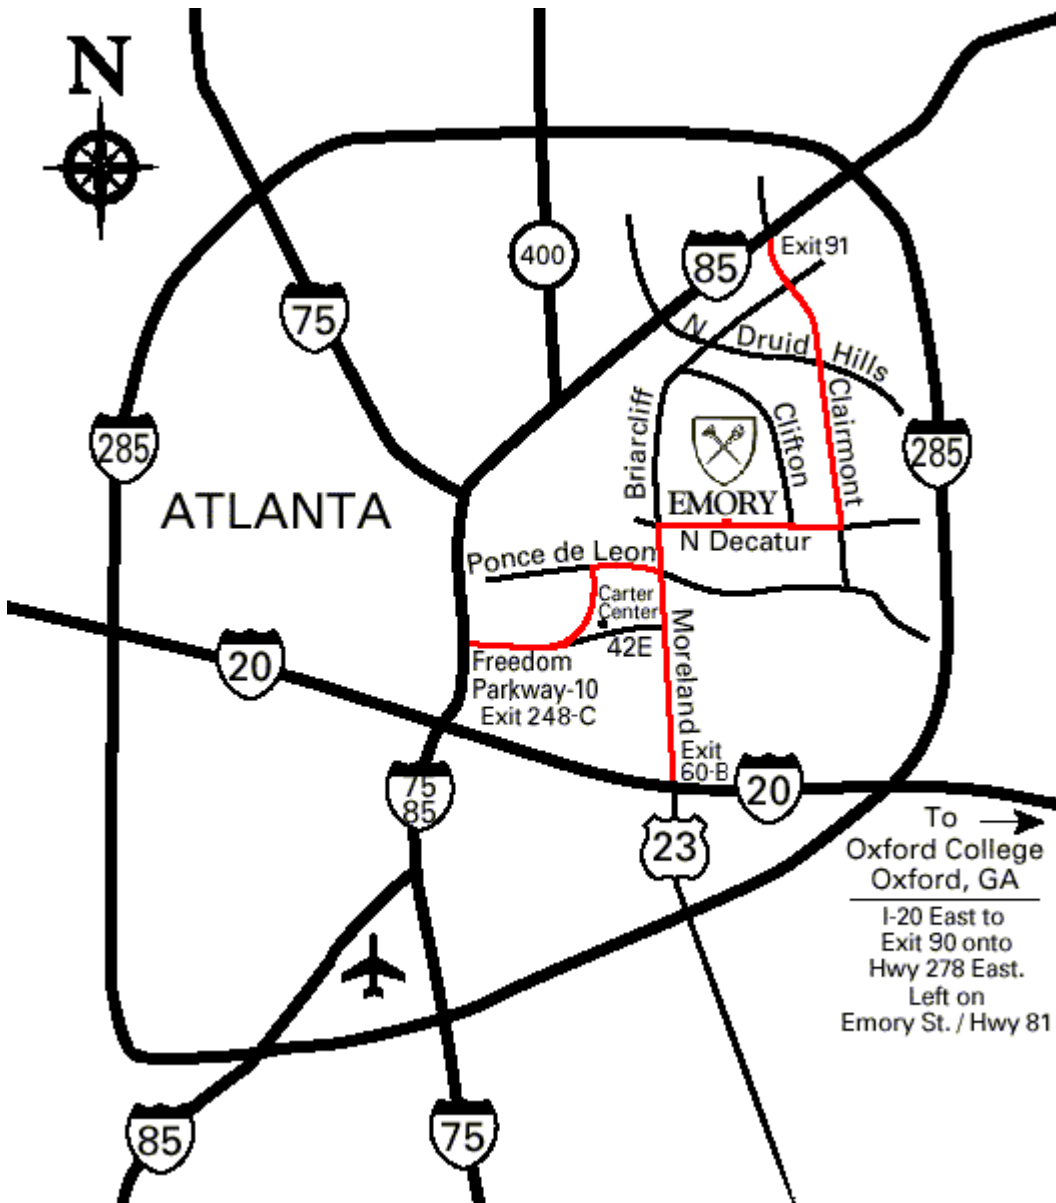 N
400
85
Exit 91
75
N Druid Hills
285
Briarcliff
Clifton
Clairmont
285
ATLANTA
EMORY
N Decatur
Ponce de Leon
Carter
Center
42E
Moreland
20
Freedom
Parkway-10
Exit 248-C
Exit
60-B
75
85
20
23
To
Oxford College
Oxford, GA
I-20 East to
Exit 90 onto
Hwy 278 East.
Left on
Emory St. / Hwy 81
85
75